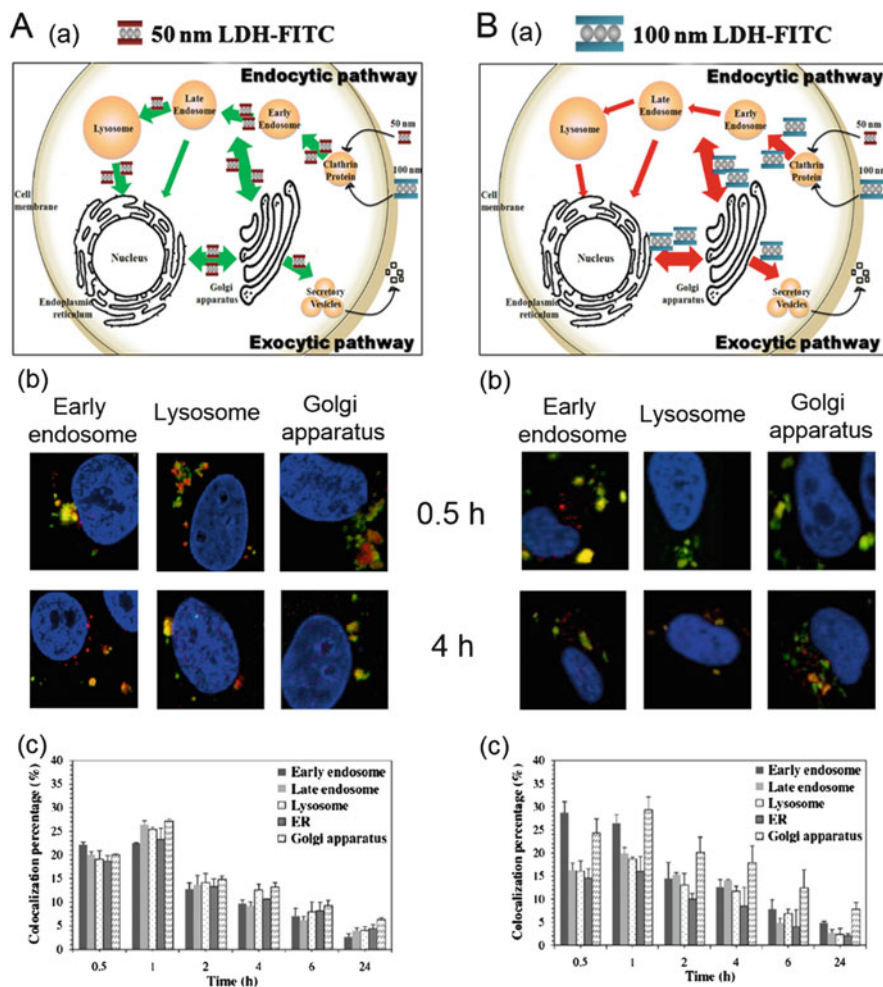 A (a) 50 nm LDH-FITC
Endocytic pathway
Late
Endosome
Early
Endosome
Lysosome
50 nm
Clathrin
Protein
100 nm
Cell
membrane
Nucleus
Endoplasmic
reticulum
Golgi
apparatus
Secretory
Vesicles
Exocytic pathway
B (a) 100 nm LDH-FITC
Endocytic pathway
Late
Endosome
Early
Endosome
Lysosome
50 nm
Clathrin
Protein
100 nm
Cell
membrane
Nucleus
Endoplasmic
reticulum
Golgi
apparatus
Secretory
Vesicles
Exocytic pathway
(b)
Early
endosome
Lysosome
Golgi
apparatus
0.5 h
4 h
(b)
Early
endosome
Lysosome
Golgi
apparatus
(c)
Colocalization percentage (%)
40
35
30
25
20
15
10
5
0
Early endosome
Late endosome
Lysosome
ER
Golgi apparatus
0.5 1 2 4 6 24
Time (h)
(c)
Colocalization percentage (%)
40
35
30
25
20
15
10
5
0
Early endosome
Late endosome
Lysosome
ER
Golgi apparatus
0.5 1 2 4 6 24
Time (h)